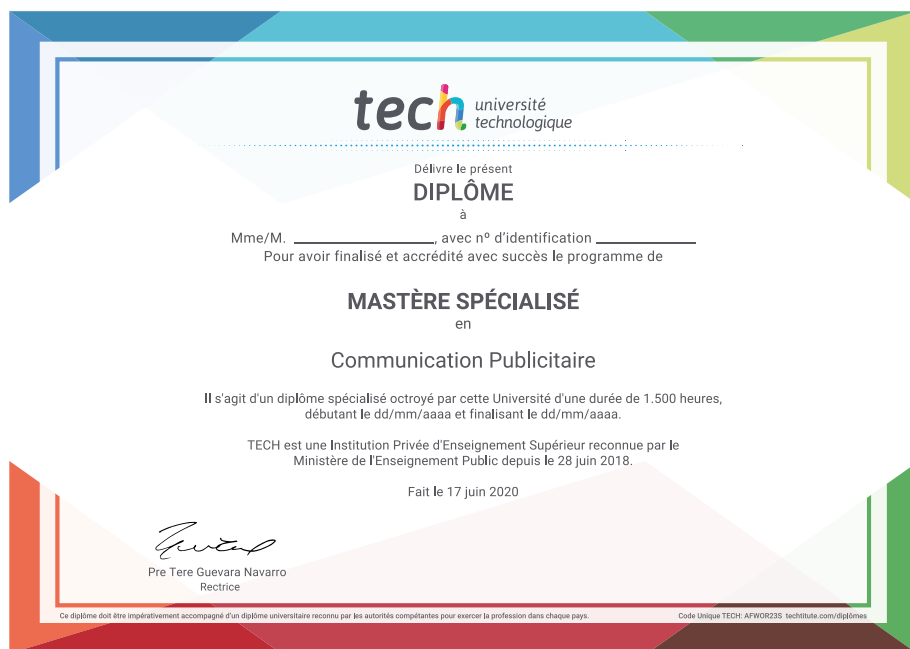 tech université
technologique
Délivre le présent
DIPLÔME
à
Mme/M. ____________, avec nº d'identification ____________
Pour avoir finalisé et accrédité avec succès le programme de
MASTÈRE SPÉCIALISÉ
en
Communication Publicitaire
Il s'agit d'un diplôme spécialisé octroyé par cette Université d'une durée de 1.500 heures,
débutant le dd/mm/aaaa et finalisant le dd/mm/aaaa.
TECH est une Institution Privée d'Enseignement Supérieur reconnue par le
Ministère de l'Enseignement Public depuis le 28 juin 2018.
Fait le 17 juin 2020
Pre Tere Guevara Navarro
Rectrice
Ce diplôme doit être impérativement accompagné d'un diplôme universitaire reconnu par les autorités compétantes pour exercer la profession dans chaque pays.
Code Unique TECH: AFWOR23S techtitute.com/diplômes